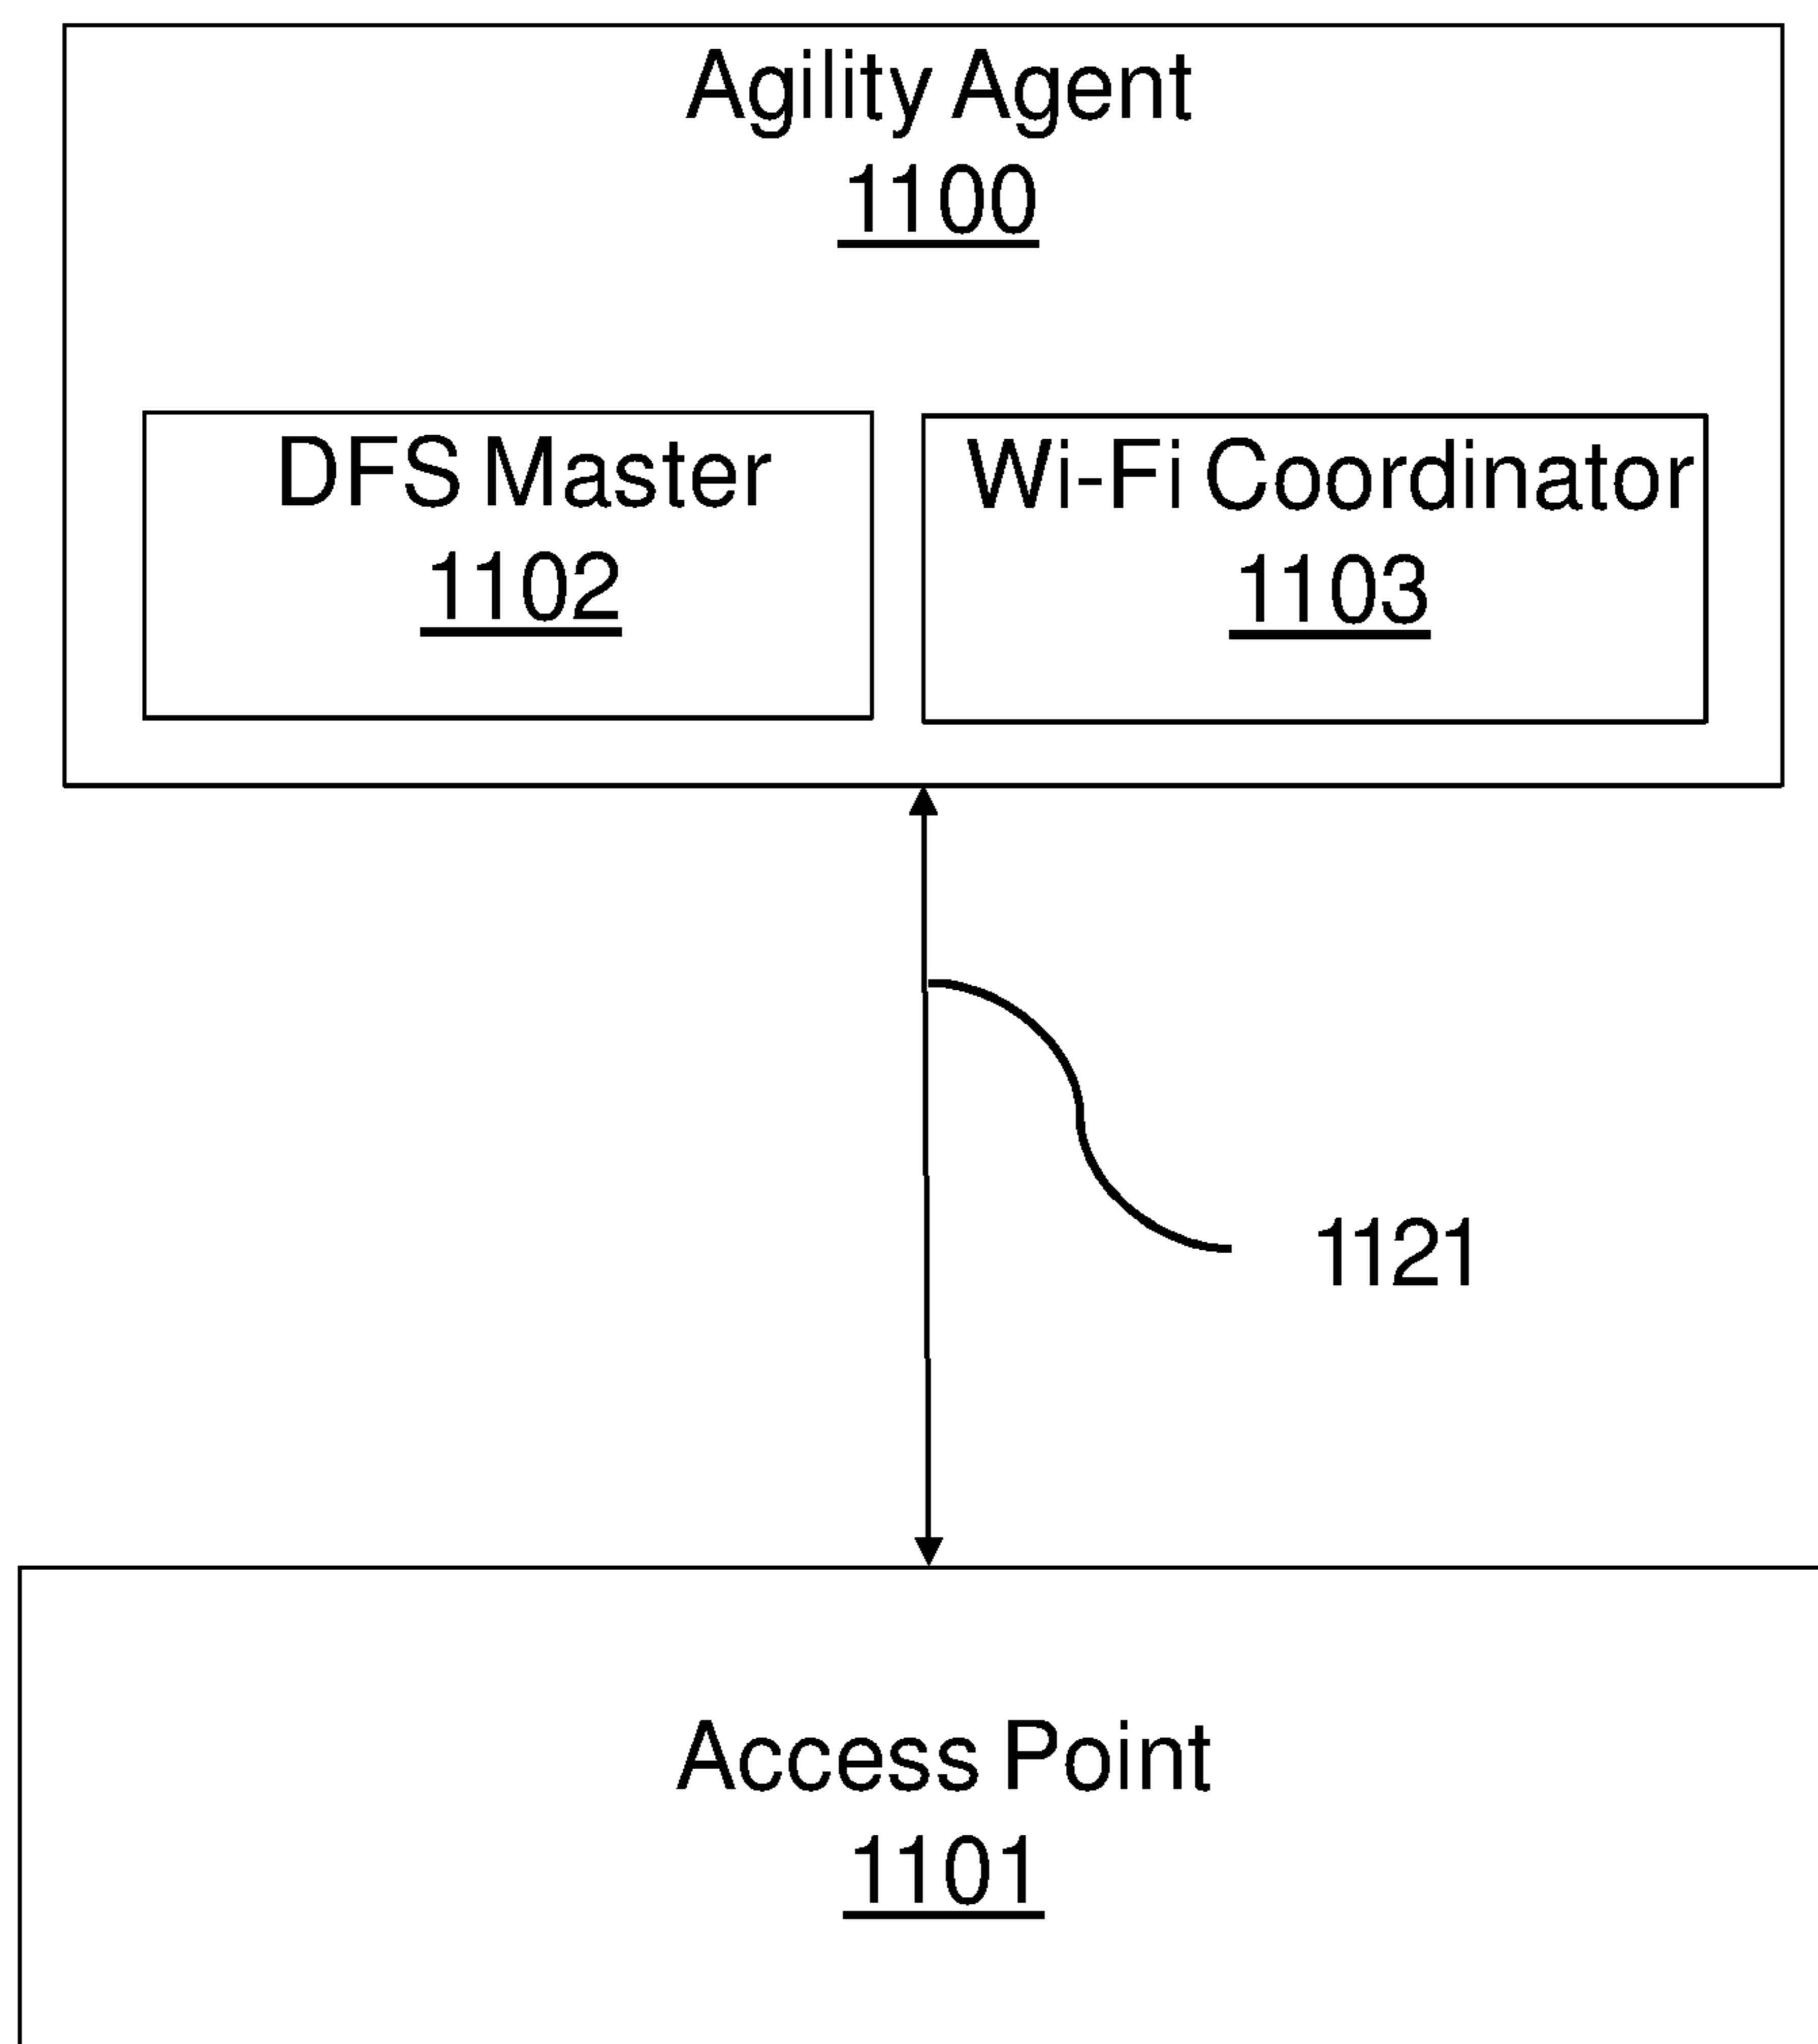 Agility Agent
1100
DFS Master
1102
Wi-Fi Coordinator
1103
1121
Access Point
1101